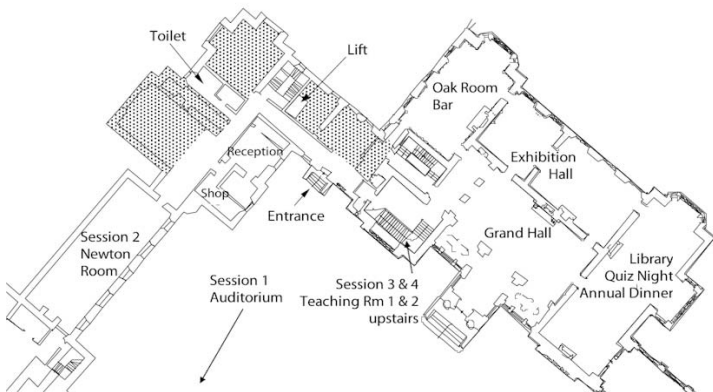 Toilet
Lift
Oak Room
Bar
Reception
Exhibition
Hall
Shop
Entrance
Grand Hall
Session 2
Newton
Room
Session 1
Auditorium
Session 3 & 4
Teaching Rm 1 & 2
upstairs
Library
Quiz Night
Annual Dinner